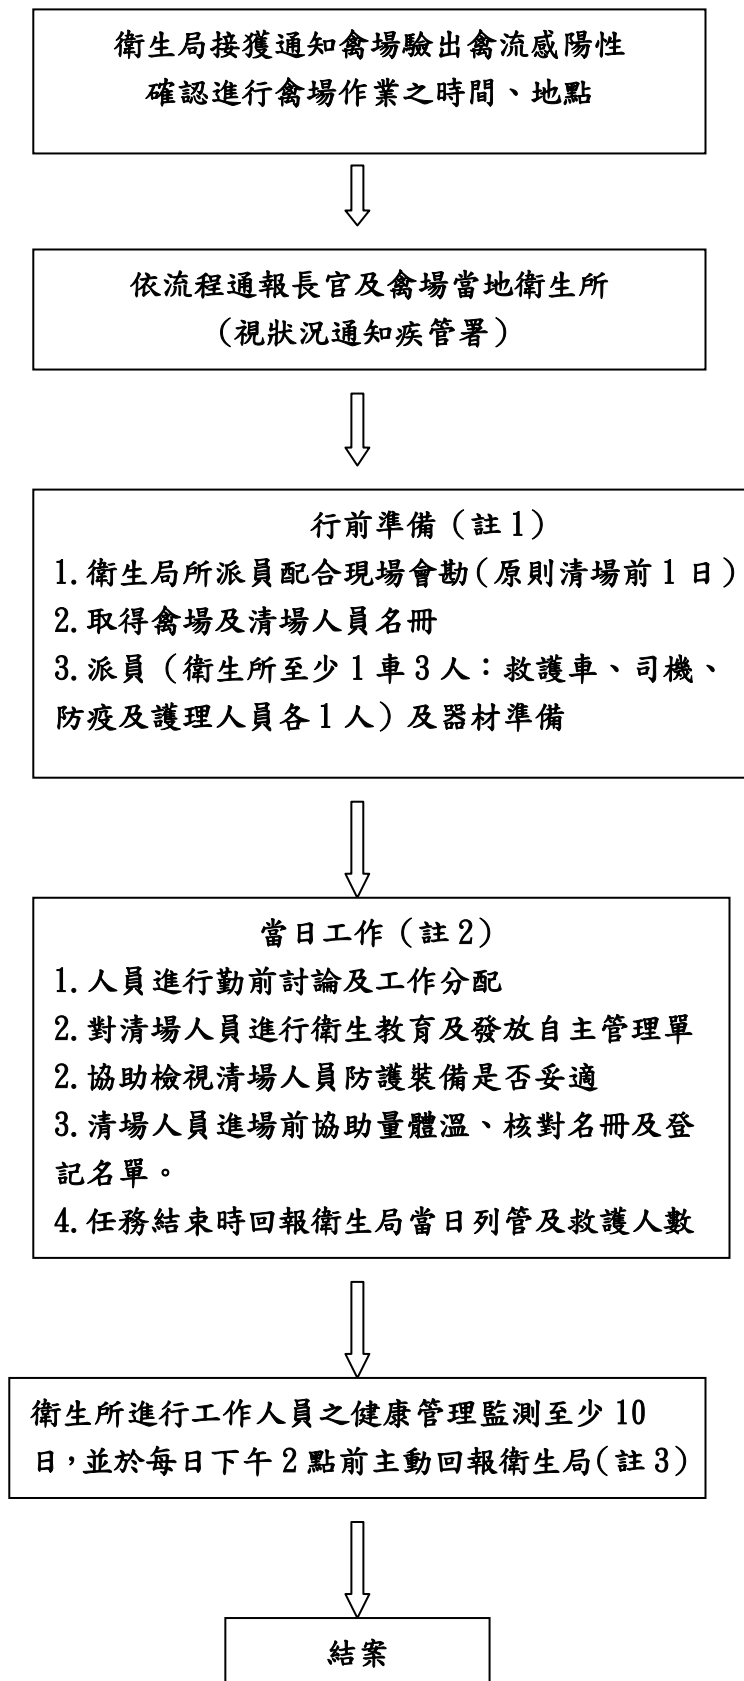 衛生局接獲通知禽場驗出禽流感陽性
確認進行禽場作業之時間、地點
依流程通報長官及禽場當地衛生所
(視狀況通知疾管署)
行前準備(註1)
1.衛生局所派員配合現場會勘(原則清場前1日)
2.取得禽場及清場人員名冊
3.派員(衛生所至少1車3人：救護車、司機、
防疫及護理人員各1人)及器材準備
當日工作(註2)
1.人員進行勤前討論及工作分配
2.對清場人員進行衛生教育及發放自主管理單
2.協助檢視清場人員防護裝備是否妥適
3.清場人員進場前協助量體溫、核對名冊及登
記名單。
4.任務結束時回報衛生局當日列管及救護人數
衛生所進行工作人員之健康管理監測至少10
日，並於每日下午2點前主動回報衛生局(註3)
結案